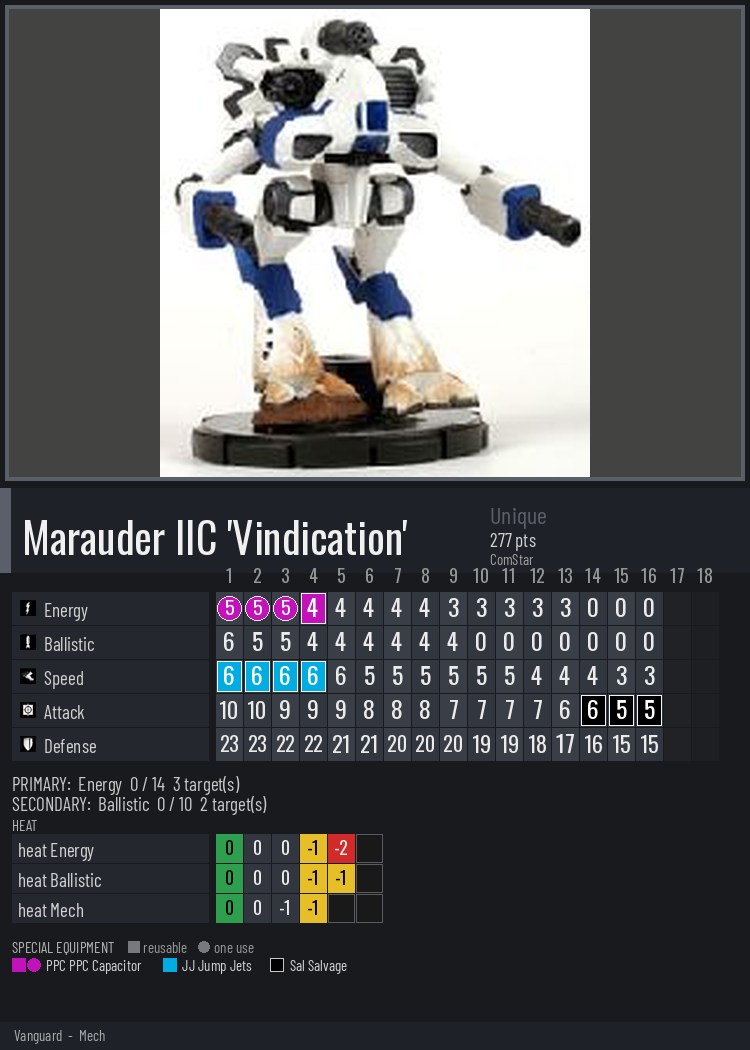 Marauder IIC 'Vindication'
Unique
277 pts
ComStar
1 2 3 4 5 6 7 8 9 10 11 12 13 14 15 16 17 18
Energy 5 5 5 4 4 4 4 4 3 3 3 3 3 0 0 0
Ballistic 6 5 5 4 4 4 4 4 4 0 0 0 0 0 0 0
Speed 6 6 6 6 6 5 5 5 5 5 5 4 4 4 3 3
Attack 10 10 9 9 9 8 8 8 7 7 7 7 6 6 5 5
Defense 23 23 22 22 21 21 20 20 20 19 19 18 17 16 15 15
PRIMARY: Energy 0 / 14 3 target(s)
SECONDARY: Ballistic 0 / 10 2 target(s)
HEAT
heat Energy 0 0 0 -1 -2
heat Ballistic 0 0 0 -1 -1
heat Mech 0 0 -1 -1
SPECIAL EQUIPMENT reusable one use
PPC PPC Capacitor JJ Jump Jets Sal Salvage
Vanguard - Mech